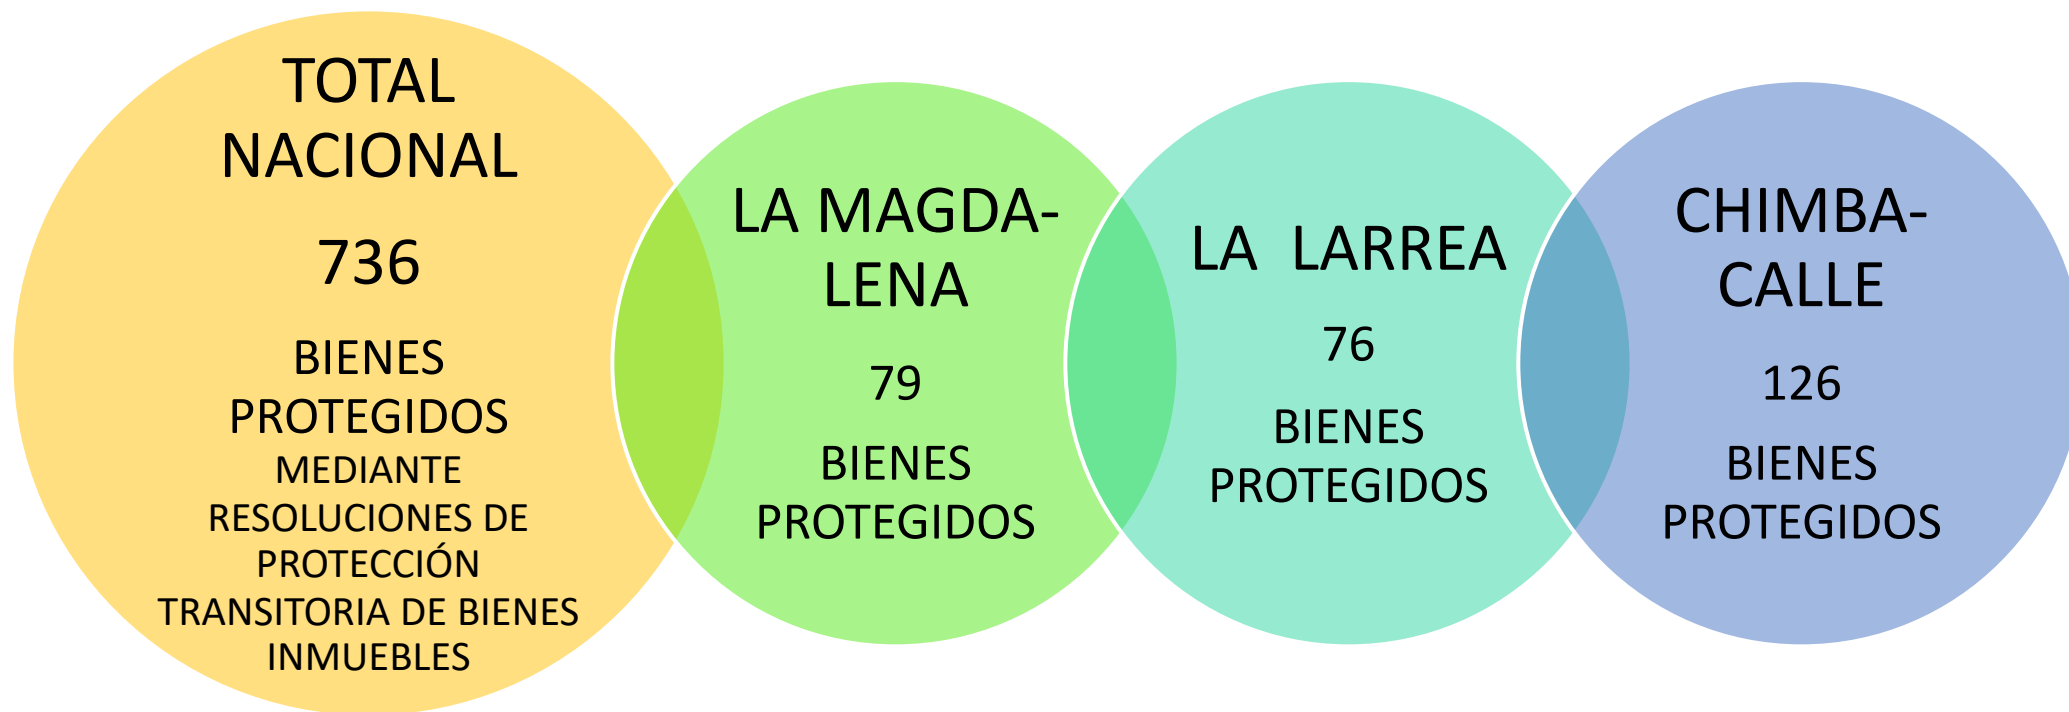 TOTAL
NACIONAL
736
BIENES
PROTEGIDOS
MEDIANTE
RESOLUCIONES DE
PROTECCIÓN
TRANSITORIA DE BIENES
INMUEBLES
LA MAGDA-
LENA
79
BIENES
PROTEGIDOS
LA LARREA
76
BIENES
PROTEGIDOS
CHIMBA-
CALLE
126
BIENES
PROTEGIDOS